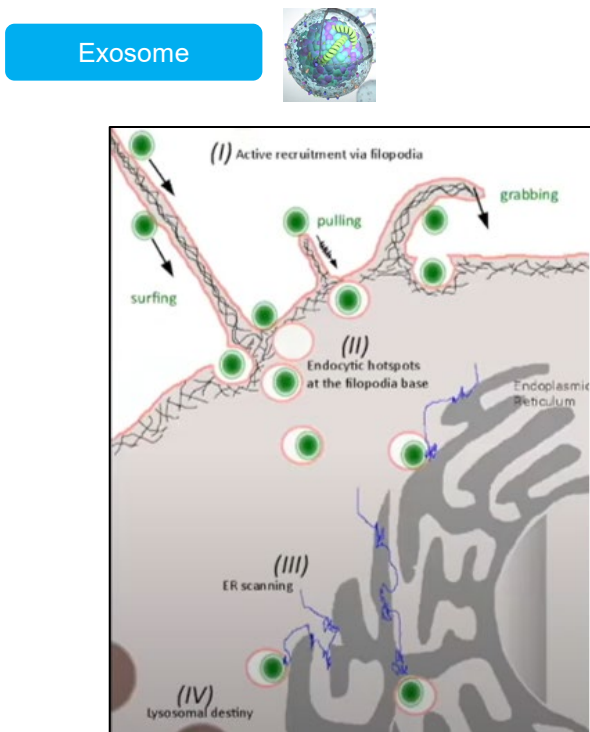 Exosome
(I) Active recruitment via filopodia
grabbing
pulling
surfing
(II)
Endocytic hotspots
at the filopodia base
Endoplasmic
Reticulum
(III)
ER scanning
(IV)
Lysosomal destiny